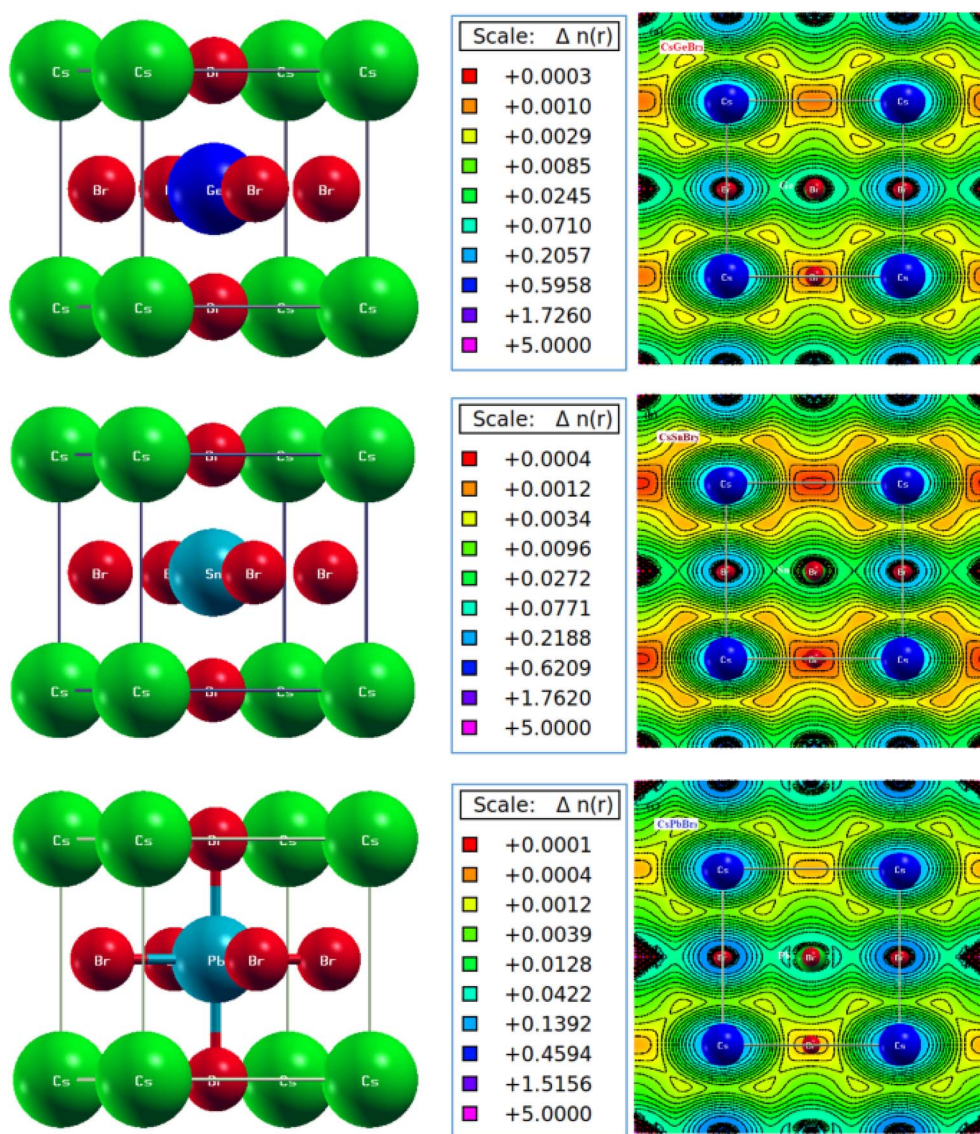 Cs Cs Br Cs Cs
Br Ge Br Br
Cs Cs Br Cs Cs
Scale: Δ n(r)
+0.0003
+0.0010
+0.0029
+0.0085
+0.0245
+0.0710
+0.2057
+0.5958
+1.7260
+5.0000
(a)
CsGeBr3
Cs Cs
Br Ge Br Br
Cs Br Cs
Cs Cs Br Cs Cs
Br Sn Br Br
Cs Cs Br Cs Cs
Scale: Δ n(r)
+0.0004
+0.0012
+0.0034
+0.0096
+0.0272
+0.0771
+0.2188
+0.6209
+1.7620
+5.0000
(b)
CsSnBr3
Cs Cs
Br Sn Br Br
Cs Br Cs
Cs Cs Br Cs Cs
Br Pb Br Br
Cs Cs Br Cs Cs
Scale: Δ n(r)
+0.0001
+0.0004
+0.0012
+0.0039
+0.0128
+0.0422
+0.1392
+0.4594
+1.5156
+5.0000
(c)
CsPbBr3
Cs Cs
Br Pb Br Br
Cs Br Cs